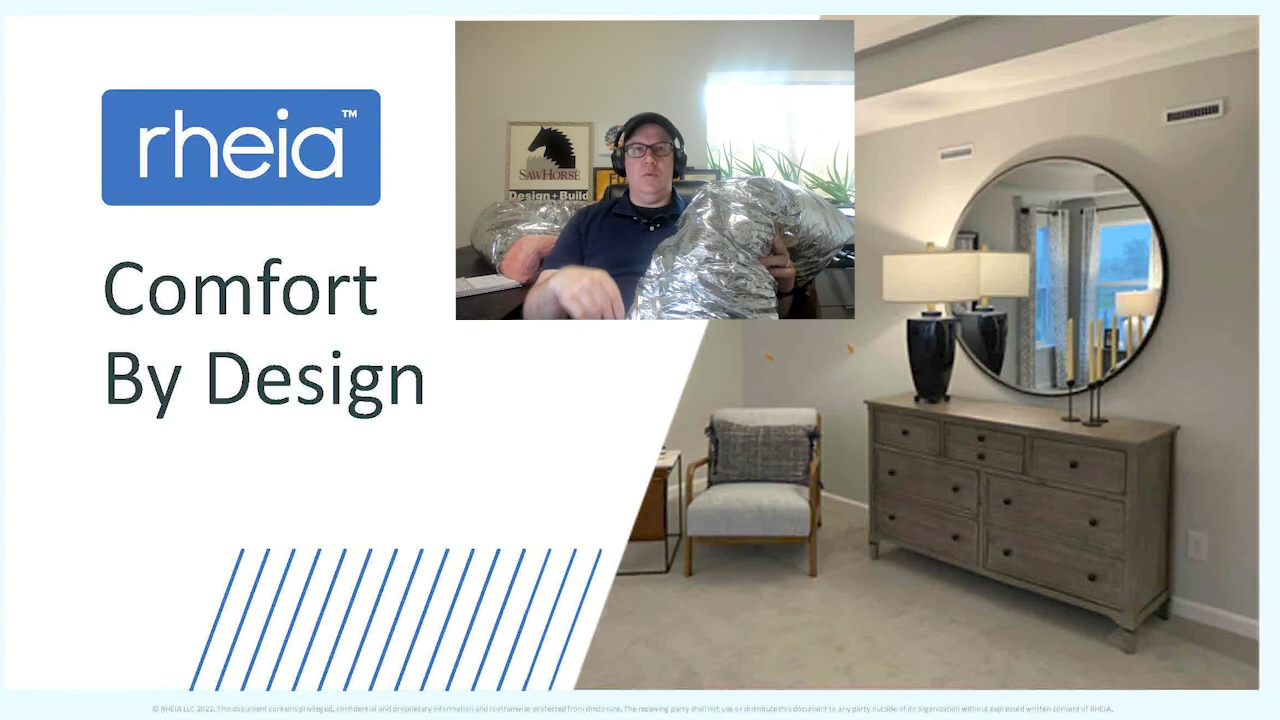 rheia™
Comfort
By Design
SAWHORSE
Design+Build
© RHEIA LLC 2022. This document contains privileged, confidential and proprietary information and is otherwise protected from disclosure. The receiving party shall not use or distribute this document to any party outside of its organization without expressed written consent of RHEIA.